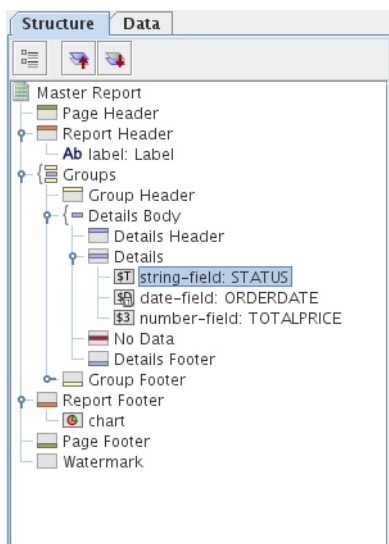 Structure Data
Master Report
Page Header
Report Header
Ab label: Label
Groups
Group Header
Details Body
Details Header
Details
$T string-field: STATUS
date-field: ORDERDATE
$3 number-field: TOTALPRICE
No Data
Details Footer
Group Footer
Report Footer
chart
Page Footer
Watermark